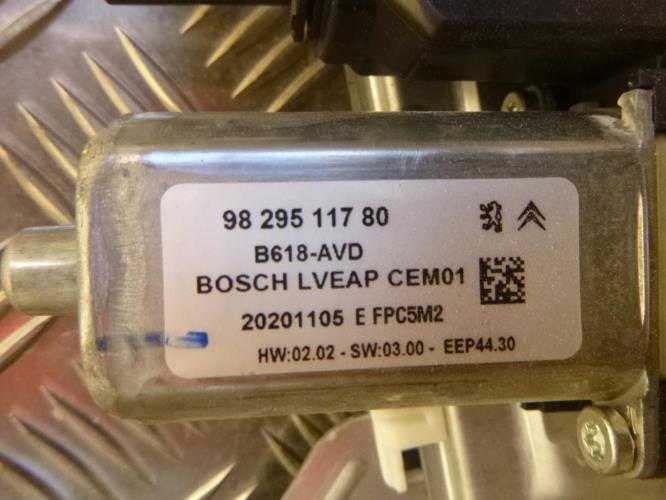 98 295 117 80
B618-AVD
BOSCH LVEAP CEM01
20201105 E FPC5M2
HW:02.02 - SW:03.00 - EEP44.30